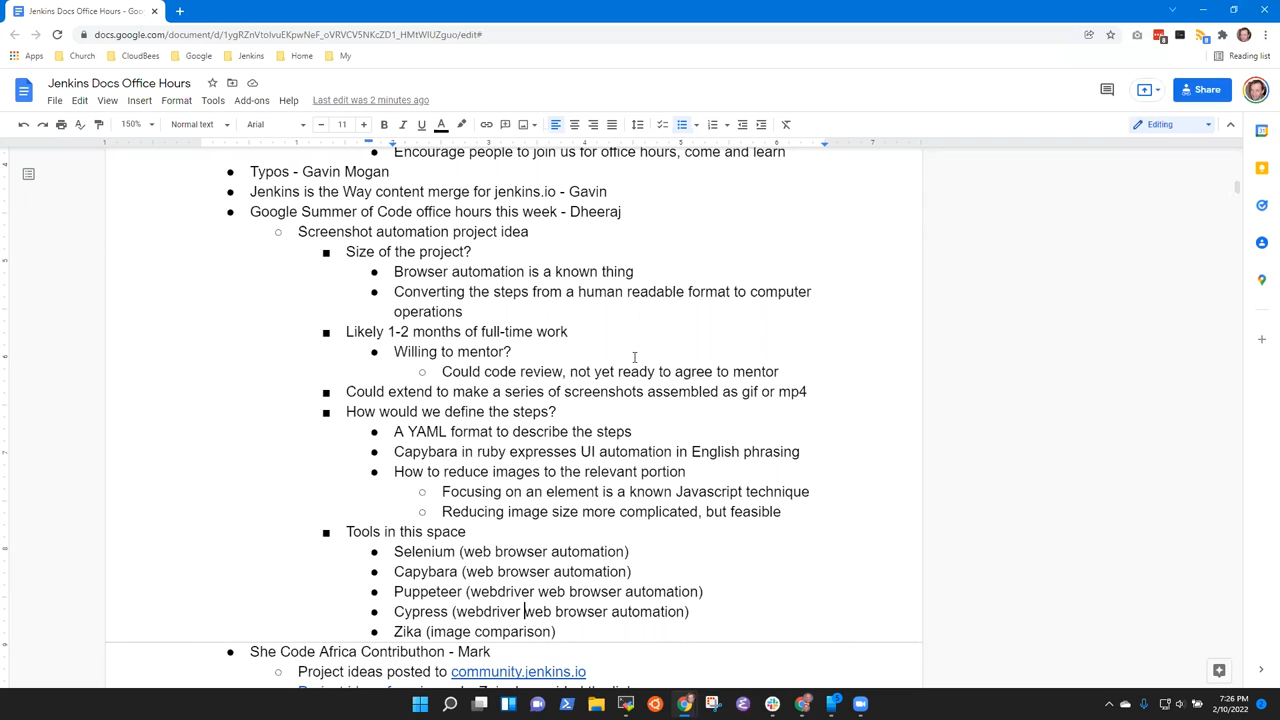 Jenkins Docs Office Hours - Goo
docs.google.com/document/d/1ygRZnVtoIvuEKpwNeF_oVRVCV5NKcZD1_HMtWIUZguo/edit#
Apps Church CloudBees Google Jenkins Home My Reading list
Jenkins Docs Office Hours
File Edit View Insert Format Tools Add-ons Help Last edit was 2 minutes ago
Share
150% Normal text Arial 11 Editing
Encourage people to join us for office hours, come and learn
Typos - Gavin Mogan
Jenkins is the Way content merge for jenkins.io - Gavin
Google Summer of Code office hours this week - Dheeraj
Screenshot automation project idea
Size of the project?
Browser automation is a known thing
Converting the steps from a human readable format to computer
operations
Likely 1-2 months of full-time work
Willing to mentor?
Could code review, not yet ready to agree to mentor
Could extend to make a series of screenshots assembled as gif or mp4
How would we define the steps?
A YAML format to describe the steps
Capybara in ruby expresses UI automation in English phrasing
How to reduce images to the relevant portion
Focusing on an element is a known Javascript technique
Reducing image size more complicated, but feasible
Tools in this space
Selenium (web browser automation)
Capybara (web browser automation)
Puppeteer (webdriver web browser automation)
Cypress (webdriver web browser automation)
Zika (image comparison)
She Code Africa Contributhon - Mark
Project ideas posted to community.jenkins.io
7:26 PM
2/10/2022